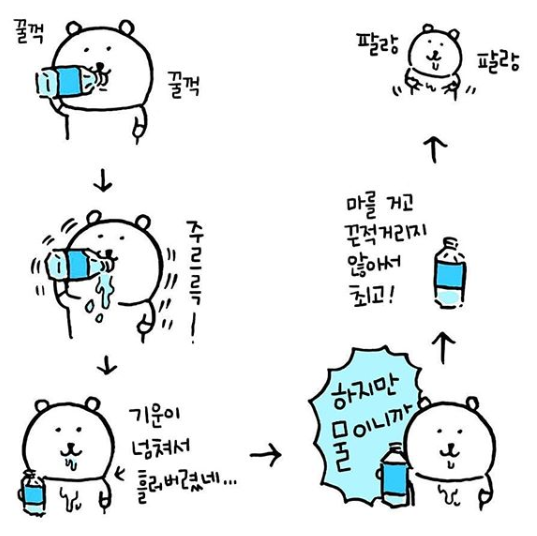 꿀꺽
꿀꺽
주르르륵!
기운이
넘쳐서
흘러버렸네...
하지만
물이니까
마를 거고
끈적거리지
않아서
최고!
팔랑
팔랑